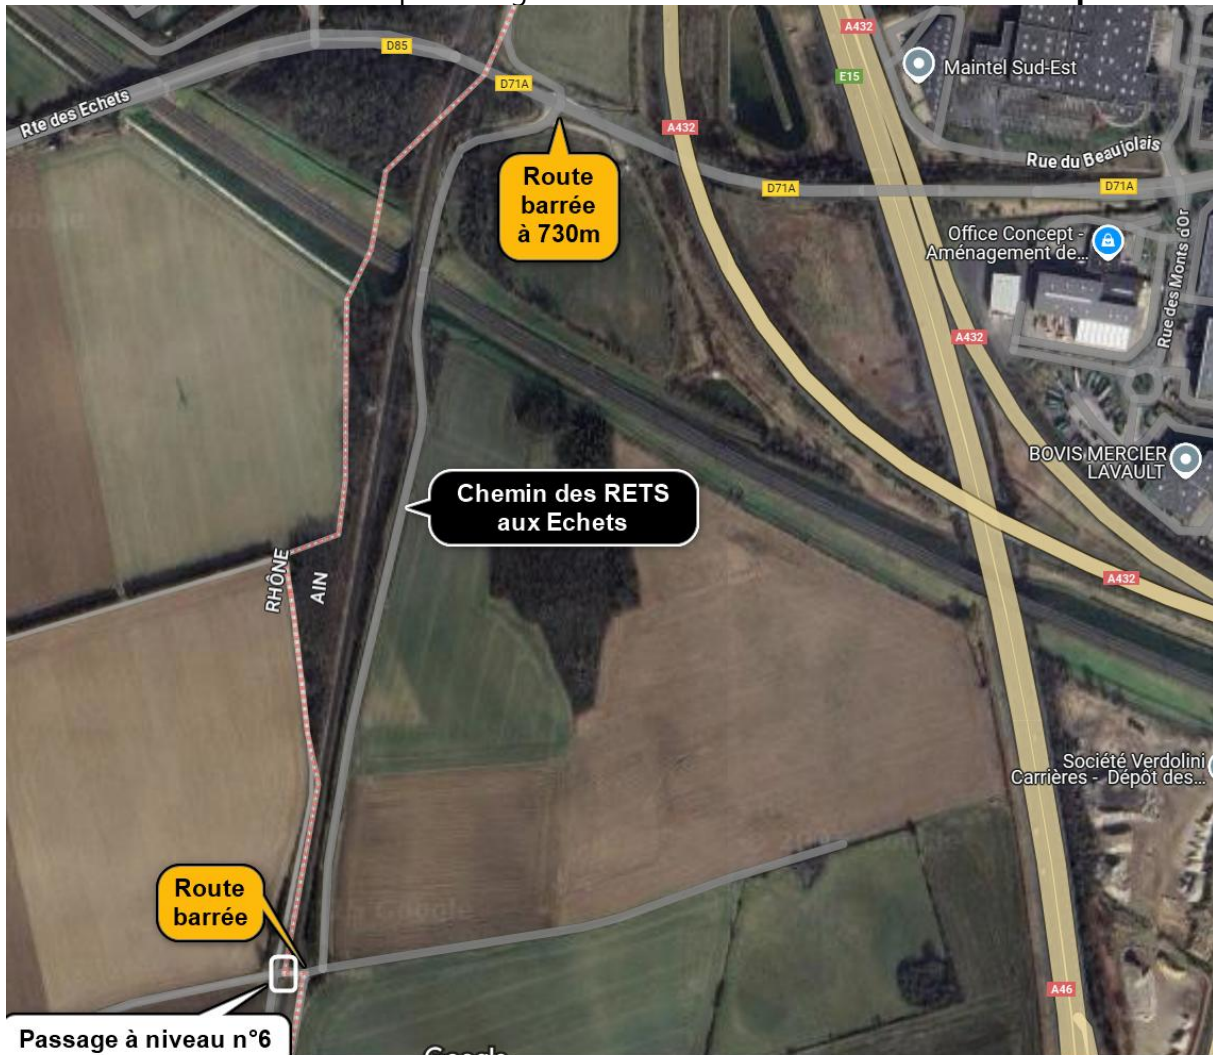 D85
A432
Maintel Sud-Est
E15
D71A
Rte des Echets
A432
Rue du Beaujolais
Route
barrée
à 730m
D71A
D71A
Office Concept -
Aménagement de...
Rue des Monts d'Or
A432
BOVIS MERCIER
LAVAULT
Chemin des RETS
aux Echets
RHÔNE
AIN
A432
Société Verdolini
Carrières - Dépôt des...
Route
barrée
A46
Passage à niveau n°6